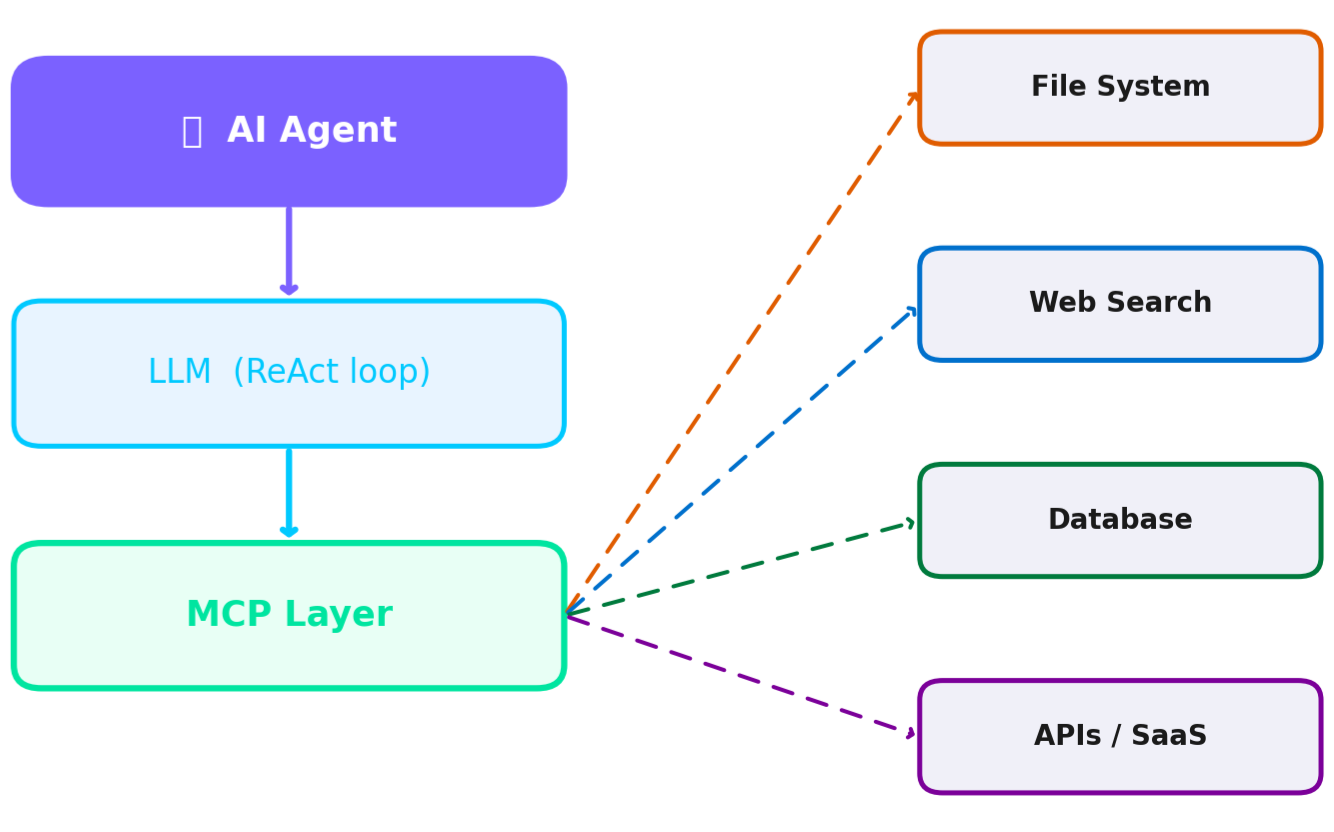 AI Agent
LLM (ReAct loop)
MCP Layer
File System
Web Search
Database
APIs / SaaS